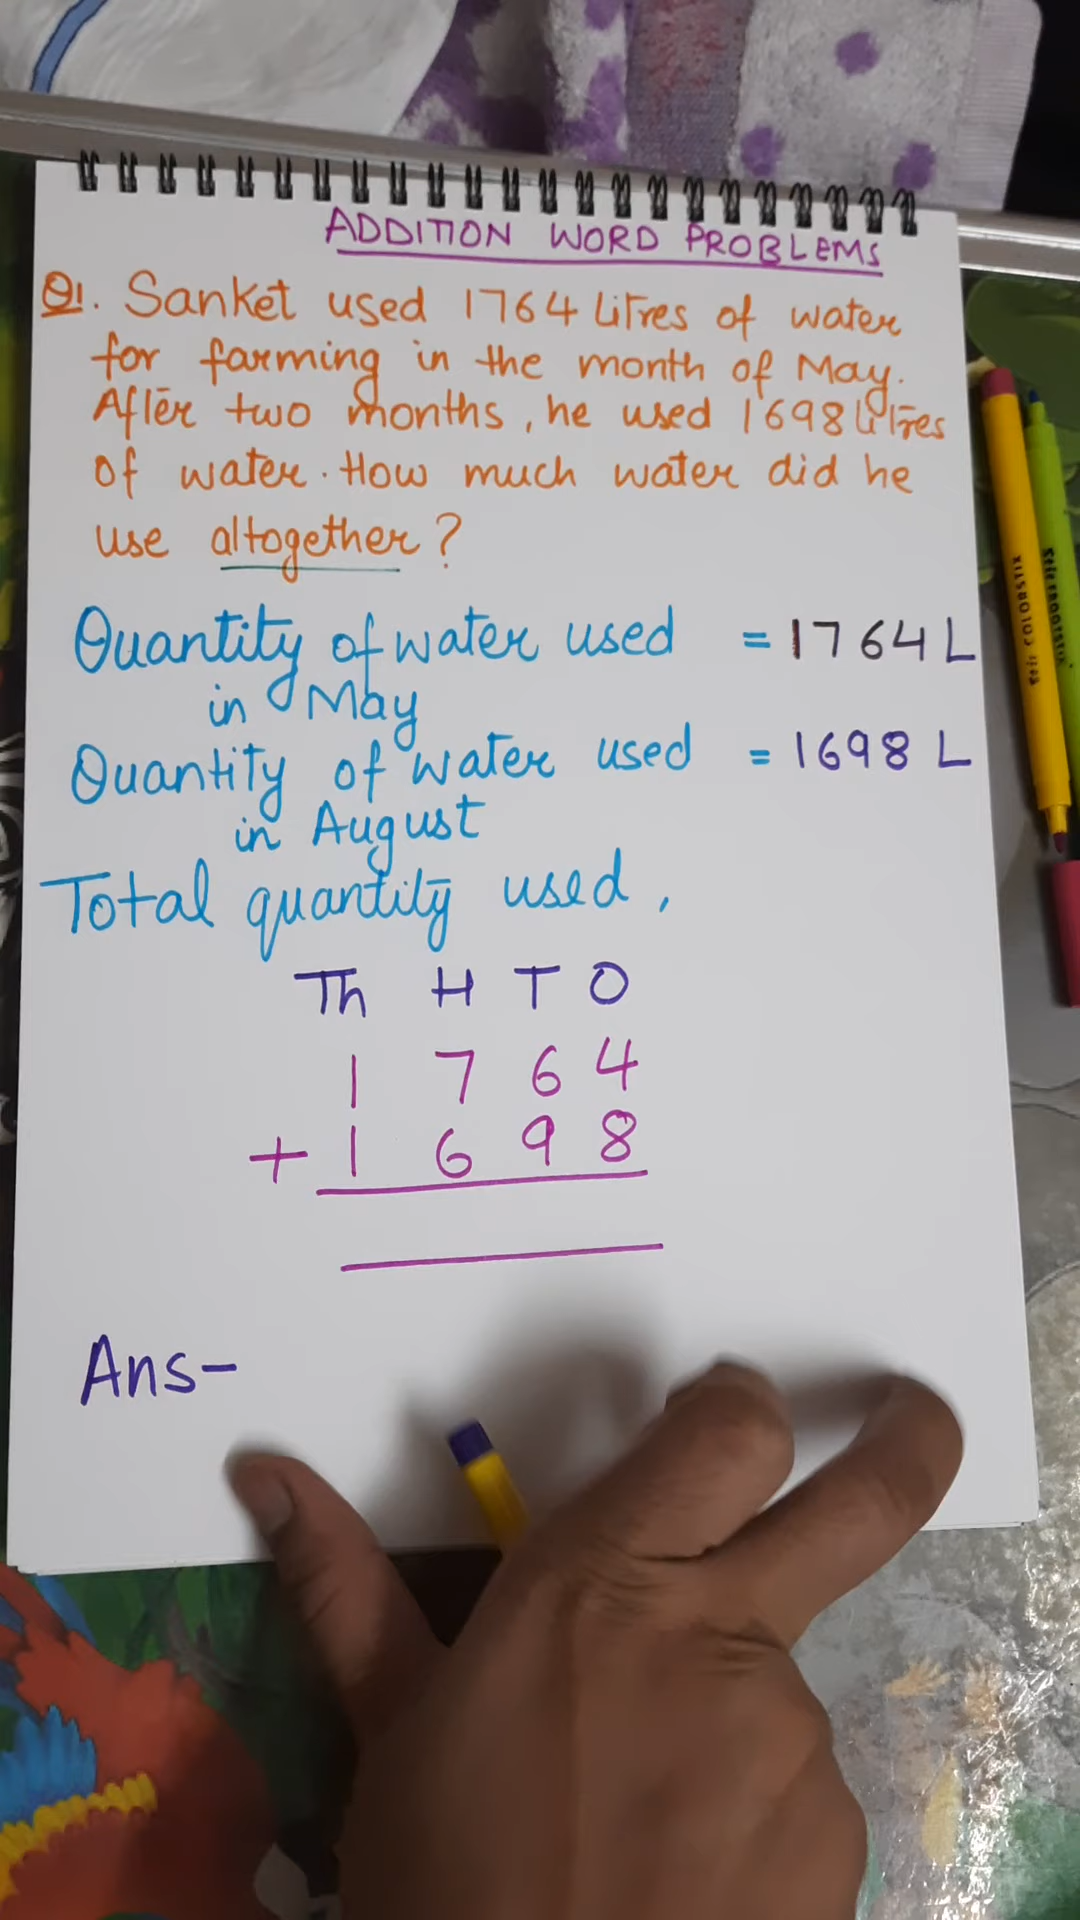 ADDITION WORD PROBLEMS
Q1. Sanket used 1764 Litres of water
for farming in the month of May.
After two months, he used 1698 Litres
of water. How much water did he
use altogether?
Quantity of water used = 1764 L
in May
Quantity of water used = 1698 L
in August
Total quantity used,
Th H T O
1 7 6 4
+ 1 6 9 8
Ans-
COLORSTIX